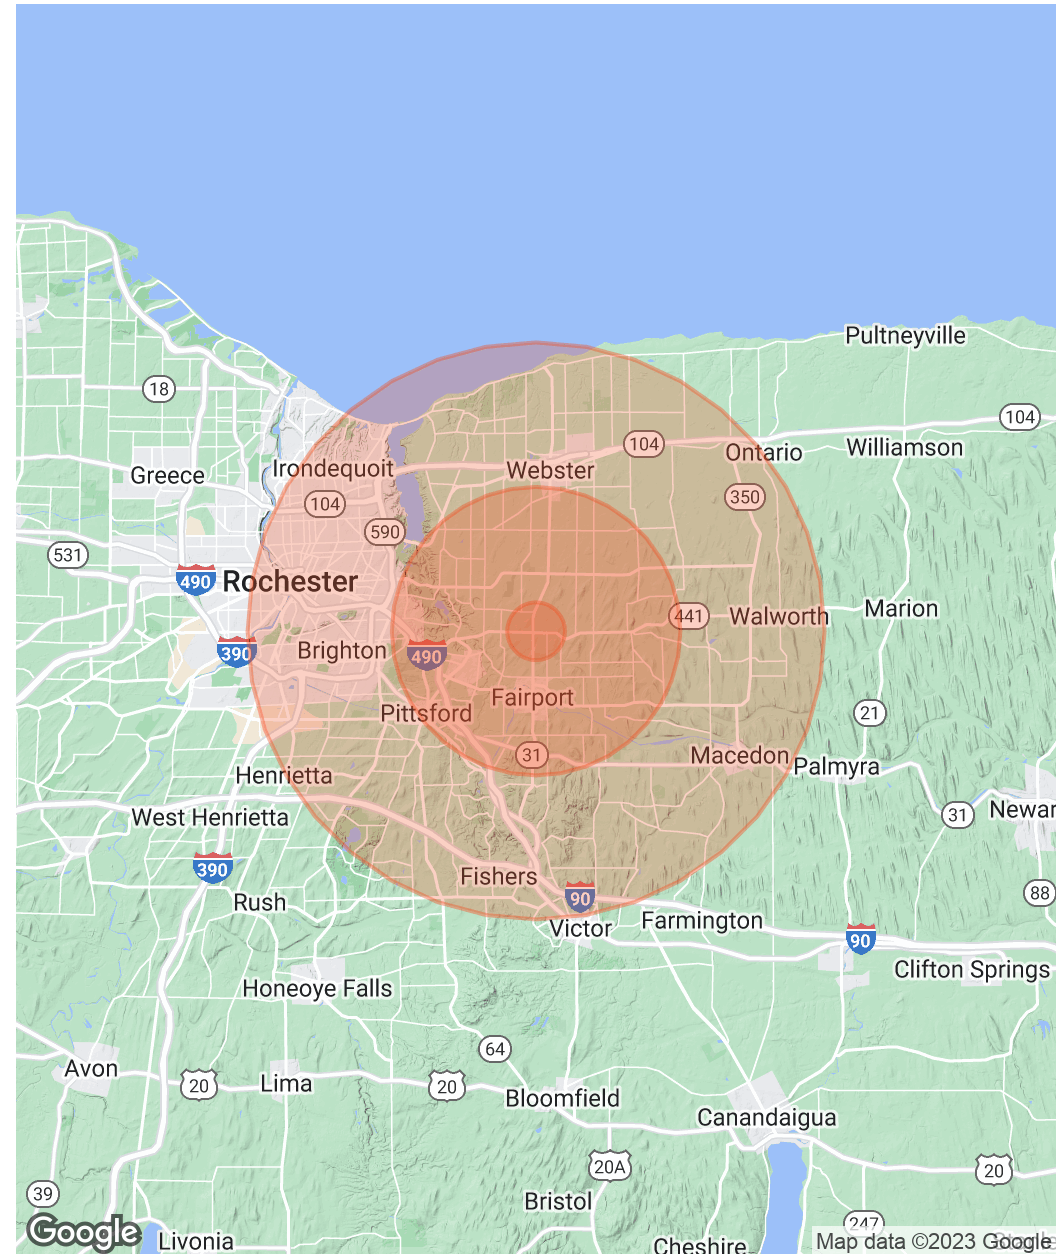 Pultneyville
18
104
Ontario
Williamson
104
Webster
Irondequoit
Greece
350
104
590
531
490
Rochester
Marion
441
Walworth
390
Brighton
490
Fairport
Pittsford
21
31
Macedon
Palmyra
Henrietta
West Henrietta
31
Newar
390
Fishers
88
90
Rush
Farmington
Victor
90
Clifton Springs
Honeoye Falls
64
Avon
20
Lima
20
Bloomfield
Canandaigua
20A
20
39
Bristol
247
Google
Livonia
Cheshire
Map data ©2023 Google